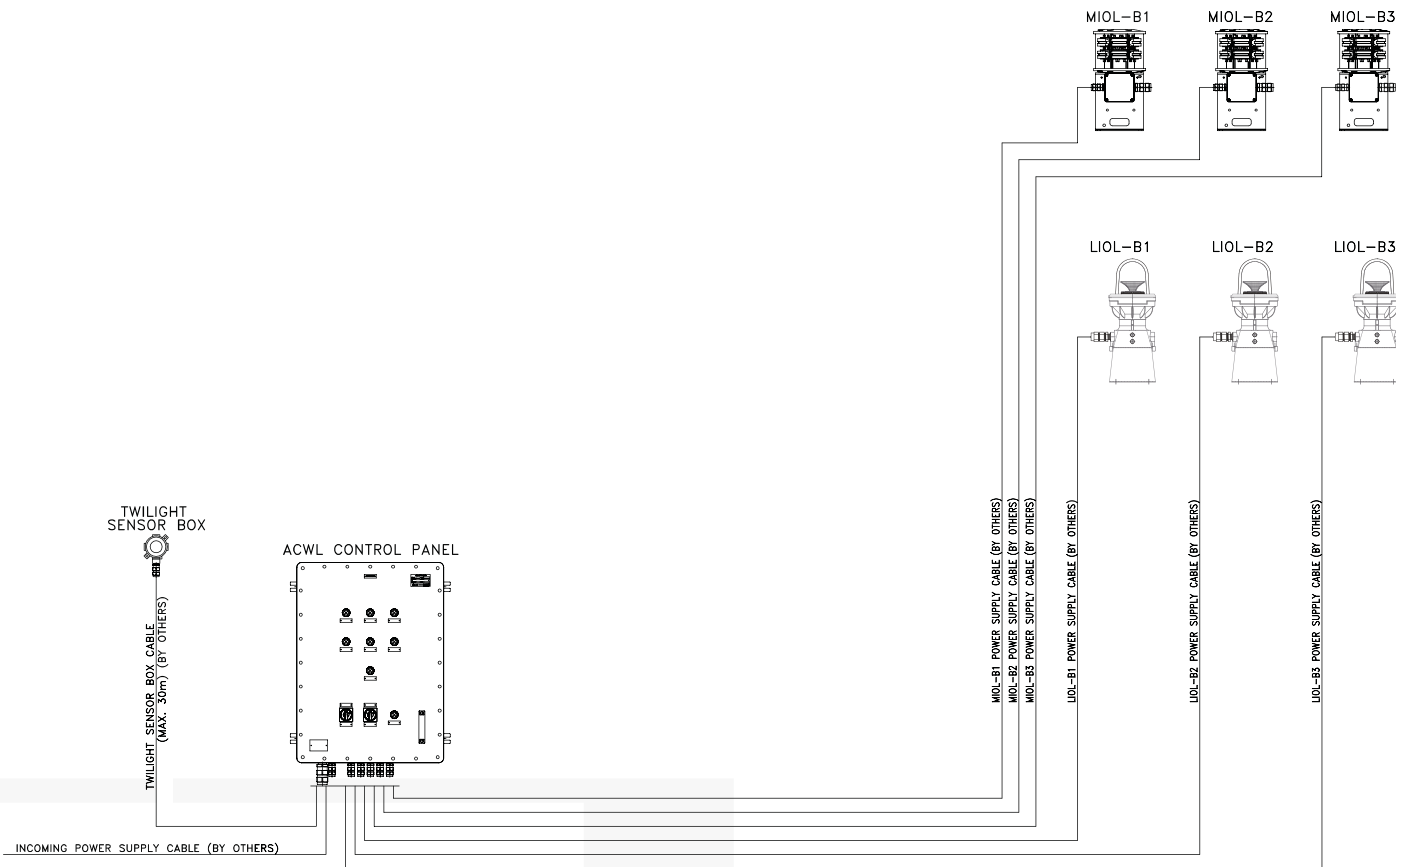 MIOL-B1
MIOL-B2
MIOL-B3
LIOL-B1
LIOL-B2
LIOL-B3
TWILIGHT
SENSOR BOX
ACWL CONTROL PANEL
TWILIGHT SENSOR BOX CABLE
(MAX. 30m) (BY OTHERS)
MIOL-B1 POWER SUPPLY CABLE (BY OTHERS)
MIOL-B2 POWER SUPPLY CABLE (BY OTHERS)
MIOL-B3 POWER SUPPLY CABLE (BY OTHERS)
LIOL-B1 POWER SUPPLY CABLE (BY OTHERS)
LIOL-B2 POWER SUPPLY CABLE (BY OTHERS)
LIOL-B3 POWER SUPPLY CABLE (BY OTHERS)
INCOMING POWER SUPPLY CABLE (BY OTHERS)